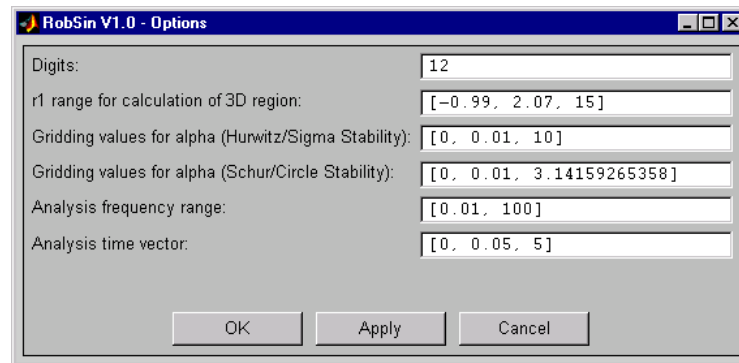 RobSin V1.0 - Options
Digits: 12
r1 range for calculation of 3D region: [-0.99, 2.07, 15]
Gridding values for alpha (Hurwitz/Sigma Stability): [0, 0.01, 10]
Gridding values for alpha (Schur/Circle Stability): [0, 0.01, 3.14159265358]
Analysis frequency range: [0.01, 100]
Analysis time vector: [0, 0.05, 5]
OK Apply Cancel